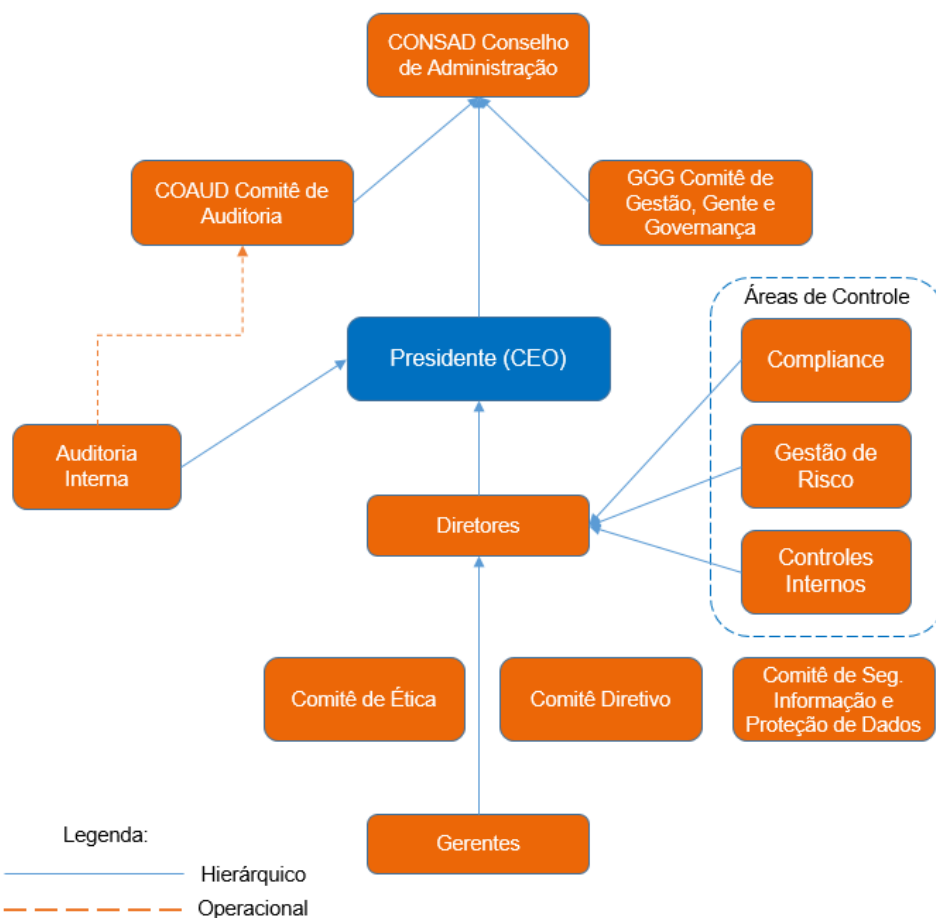 CONSAD Conselho
de Administração
COAUD Comitê de
Auditoria
GGG Comitê de
Gestão, Gente e
Governança
Áreas de Controle
Presidente (CEO)
Compliance
Auditoria
Interna
Gestão de
Risco
Diretores
Controles
Internos
Comitê de Ética
Comitê Diretivo
Comitê de Seg.
Informação e
Proteção de Dados
Gerentes
Legenda:
Hierárquico
Operacional